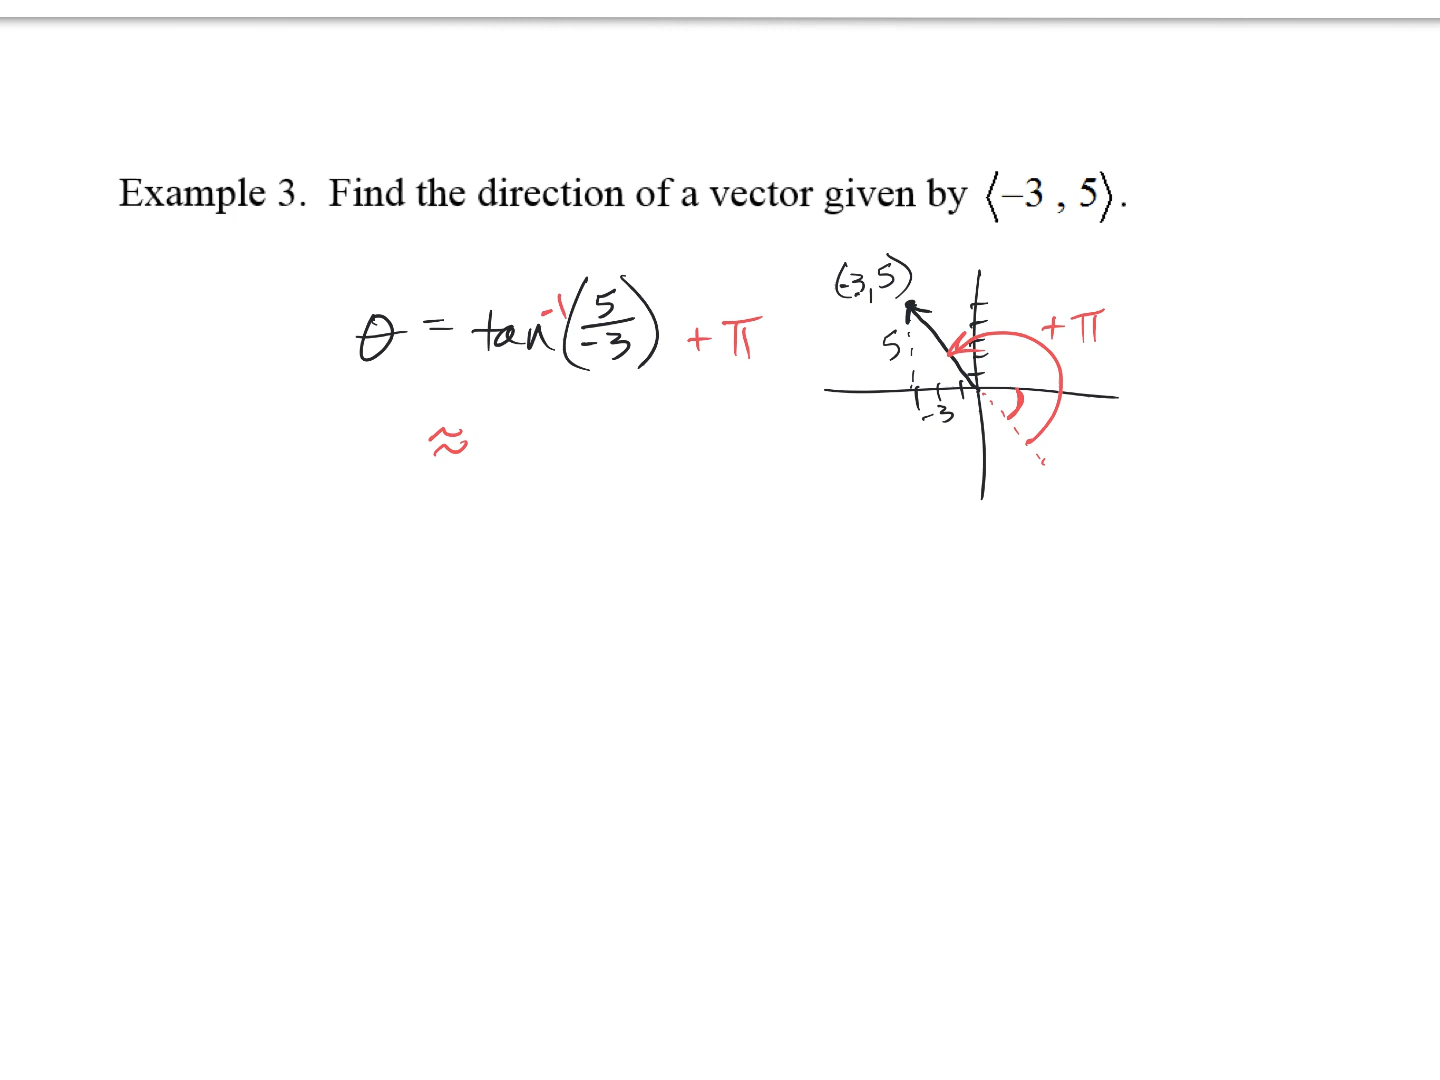 Example 3. Find the direction of a vector given by ⟨–3 , 5⟩.
(-3,5)
θ = tan⁻¹(5/-3) + π
+π
5
-3
≈